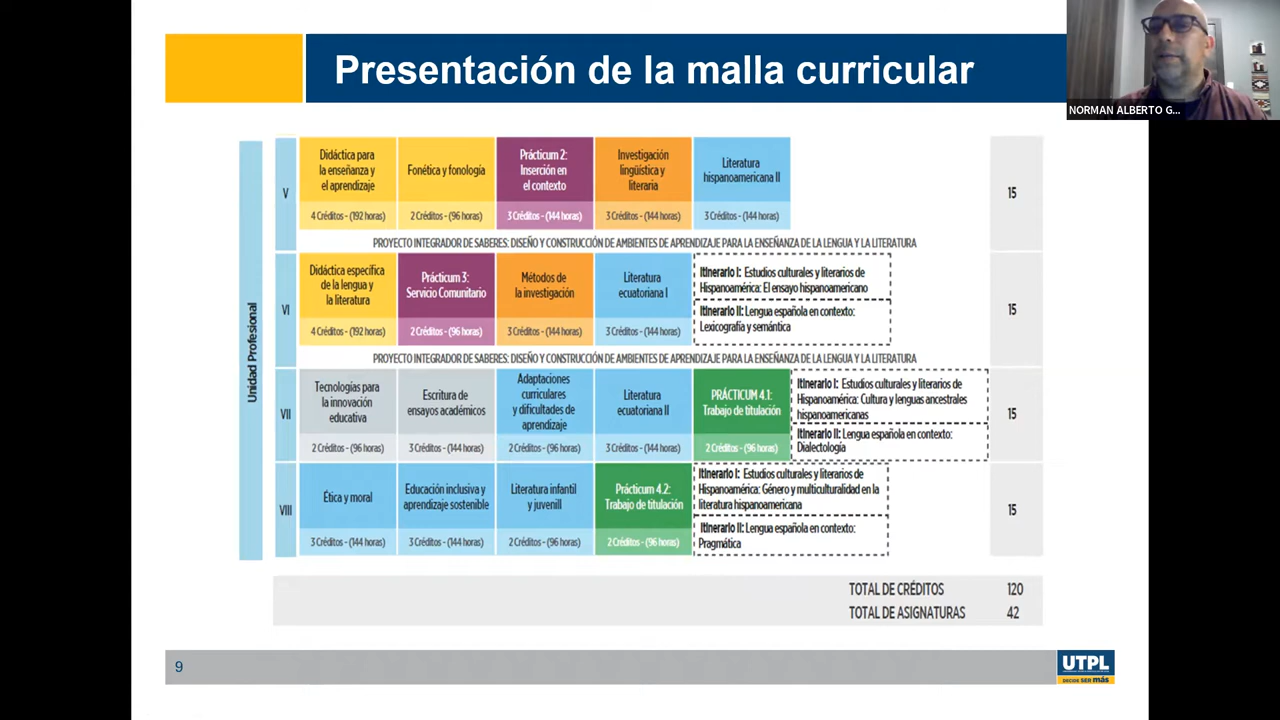 Presentación de la malla curricular
NORMAN ALBERTO G...
Unidad Profesional
V
Didáctica para
la enseñanza y
el aprendizaje
4 Créditos - (192 horas)
Fonética y fonología
2 Créditos - (96 horas)
Prácticum 2:
Inserción en
el contexto
3 Créditos - (144 horas)
Investigación
lingüística y
literaria
3 Créditos - (144 horas)
Literatura
hispanoamericana II
3 Créditos - (144 horas)
15
PROYECTO INTEGRADOR DE SABERES: DISEÑO Y CONSTRUCCIÓN DE AMBIENTES DE APRENDIZAJE PARA LA ENSEÑANZA DE LA LENGUA Y LA LITERATURA
VI
Didáctica específica
de la lengua y
la literatura
4 Créditos - (192 horas)
Prácticum 3:
Servicio Comunitario
2 Créditos - (96 horas)
Métodos de
la investigación
3 Créditos - (144 horas)
Literatura
ecuatoriana I
3 Créditos - (144 horas)
Itinerario I: Estudios culturales y literarios de
Hispanoamérica: El ensayo hispanoamericano
Itinerario II: Lengua española en contexto:
Lexicografía y semántica
15
PROYECTO INTEGRADOR DE SABERES: DISEÑO Y CONSTRUCCIÓN DE AMBIENTES DE APRENDIZAJE PARA LA ENSEÑANZA DE LA LENGUA Y LA LITERATURA
VII
Tecnologías para
la innovación
educativa
2 Créditos - (96 horas)
Escritura de
ensayos académicos
3 Créditos - (144 horas)
Adaptaciones
curriculares
y dificultades de
aprendizaje
2 Créditos - (96 horas)
Literatura
ecuatoriana II
3 Créditos - (144 horas)
PRÁCTICUM 4.1:
Trabajo de titulación
2 Créditos - (96 horas)
Itinerario I: Estudios culturales y literarios de
Hispanoamérica: Cultura y lenguas ancestrales
hispanoamericanas
Itinerario II: Lengua española en contexto:
Dialectología
15
VIII
Ética y moral
3 Créditos - (144 horas)
Educación inclusiva y
aprendizaje sostenible
3 Créditos - (144 horas)
Literatura infantil
y juvenill
2 Créditos - (96 horas)
Prácticum 4.2:
Trabajo de titulación
2 Créditos - (96 horas)
Itinerario I: Estudios culturales y literarios de
Hispanoamérica: Género y multiculturalidad en la
literatura hispanoamericana
Itinerario II: Lengua española en contexto:
Pragmática
15
TOTAL DE CRÉDITOS 120
TOTAL DE ASIGNATURAS 42
9
UTPL
DECIDE SER más